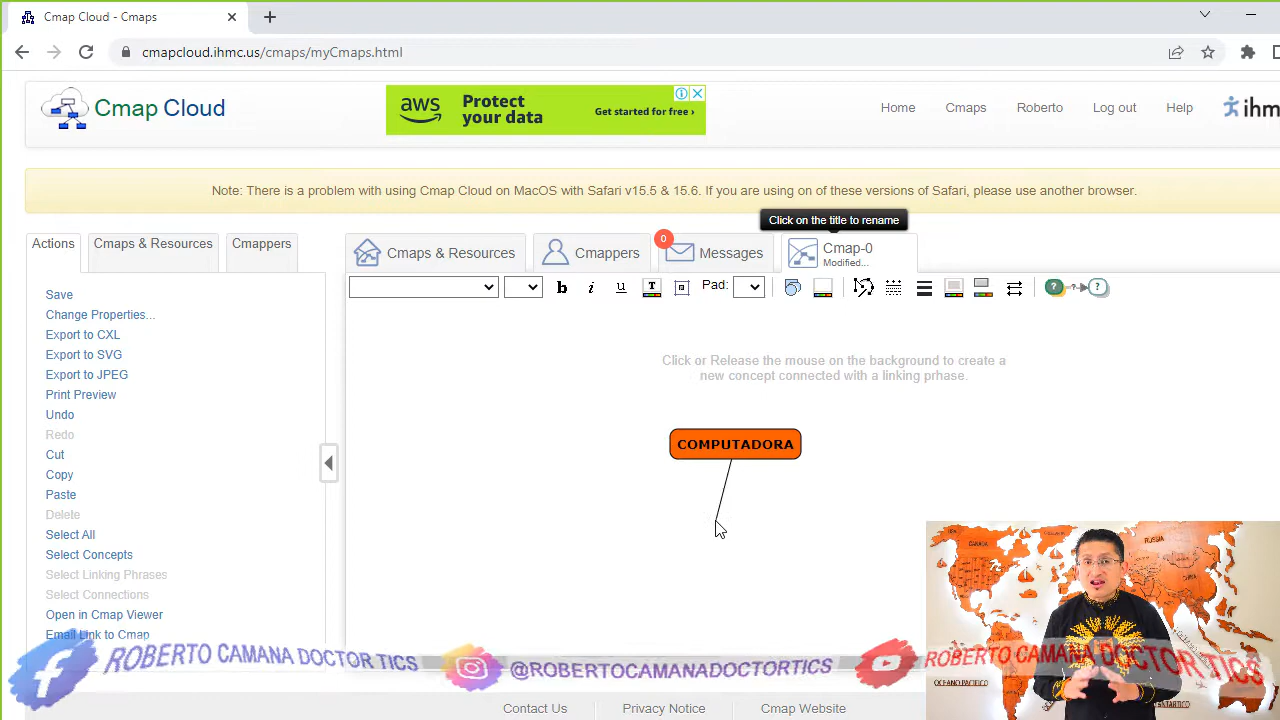 Cmap Cloud - Cmaps
cmapcloud.ihmc.us/cmaps/myCmaps.html
Cmap Cloud
aws
Protect
your data
Get started for free ›
Home
Cmaps
Roberto
Log out
Help
ihm
Note: There is a problem with using Cmap Cloud on MacOS with Safari v15.5 & 15.6. If you are using on of these versions of Safari, please use another browser.
Click on the title to rename
Actions
Cmaps & Resources
Cmappers
Cmaps & Resources
Cmappers
0
Messages
Cmap-0
Modified...
b
i
u
T
Pad:
Save
Change Properties...
Export to CXL
Export to SVG
Export to JPEG
Print Preview
Undo
Redo
Cut
Copy
Paste
Delete
Select All
Select Concepts
Select Linking Phrases
Select Connections
Open in Cmap Viewer
Email Link to Cmap
Click or Release the mouse on the background to create a
new concept connected with a linking prhase.
COMPUTADORA
CANADA
RUSIA
OCEANO PACIFICO
ROBERTO CAMANA DOCTOR TICS
@ROBERTOCAMANADOCTORTICS
ROBERTO CAMANA DOCTOR TICS
Contact Us
Privacy Notice
Cmap Website